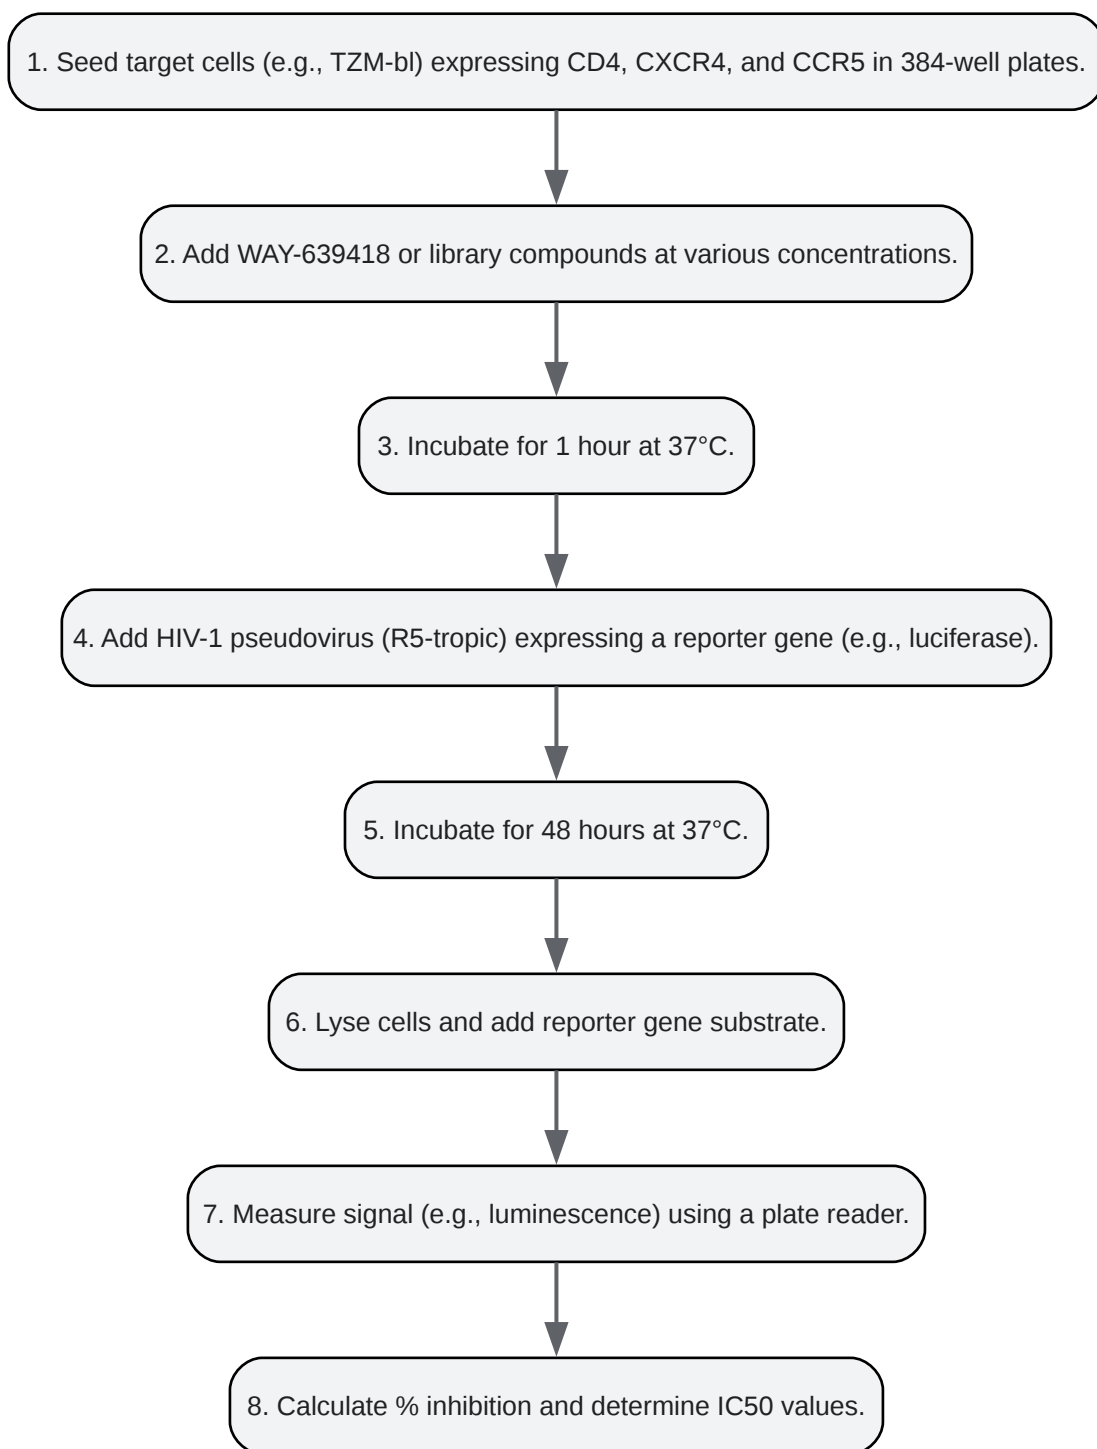 1. Seed target cells (e.g., TZM-bl) expressing CD4, CXCR4, and CCR5 in 384-well plates.
2. Add WAY-639418 or library compounds at various concentrations.
3. Incubate for 1 hour at 37°C.
4. Add HIV-1 pseudovirus (R5-tropic) expressing a reporter gene (e.g., luciferase).
5. Incubate for 48 hours at 37°C.
6. Lyse cells and add reporter gene substrate.
7. Measure signal (e.g., luminescence) using a plate reader.
8. Calculate % inhibition and determine IC50 values.